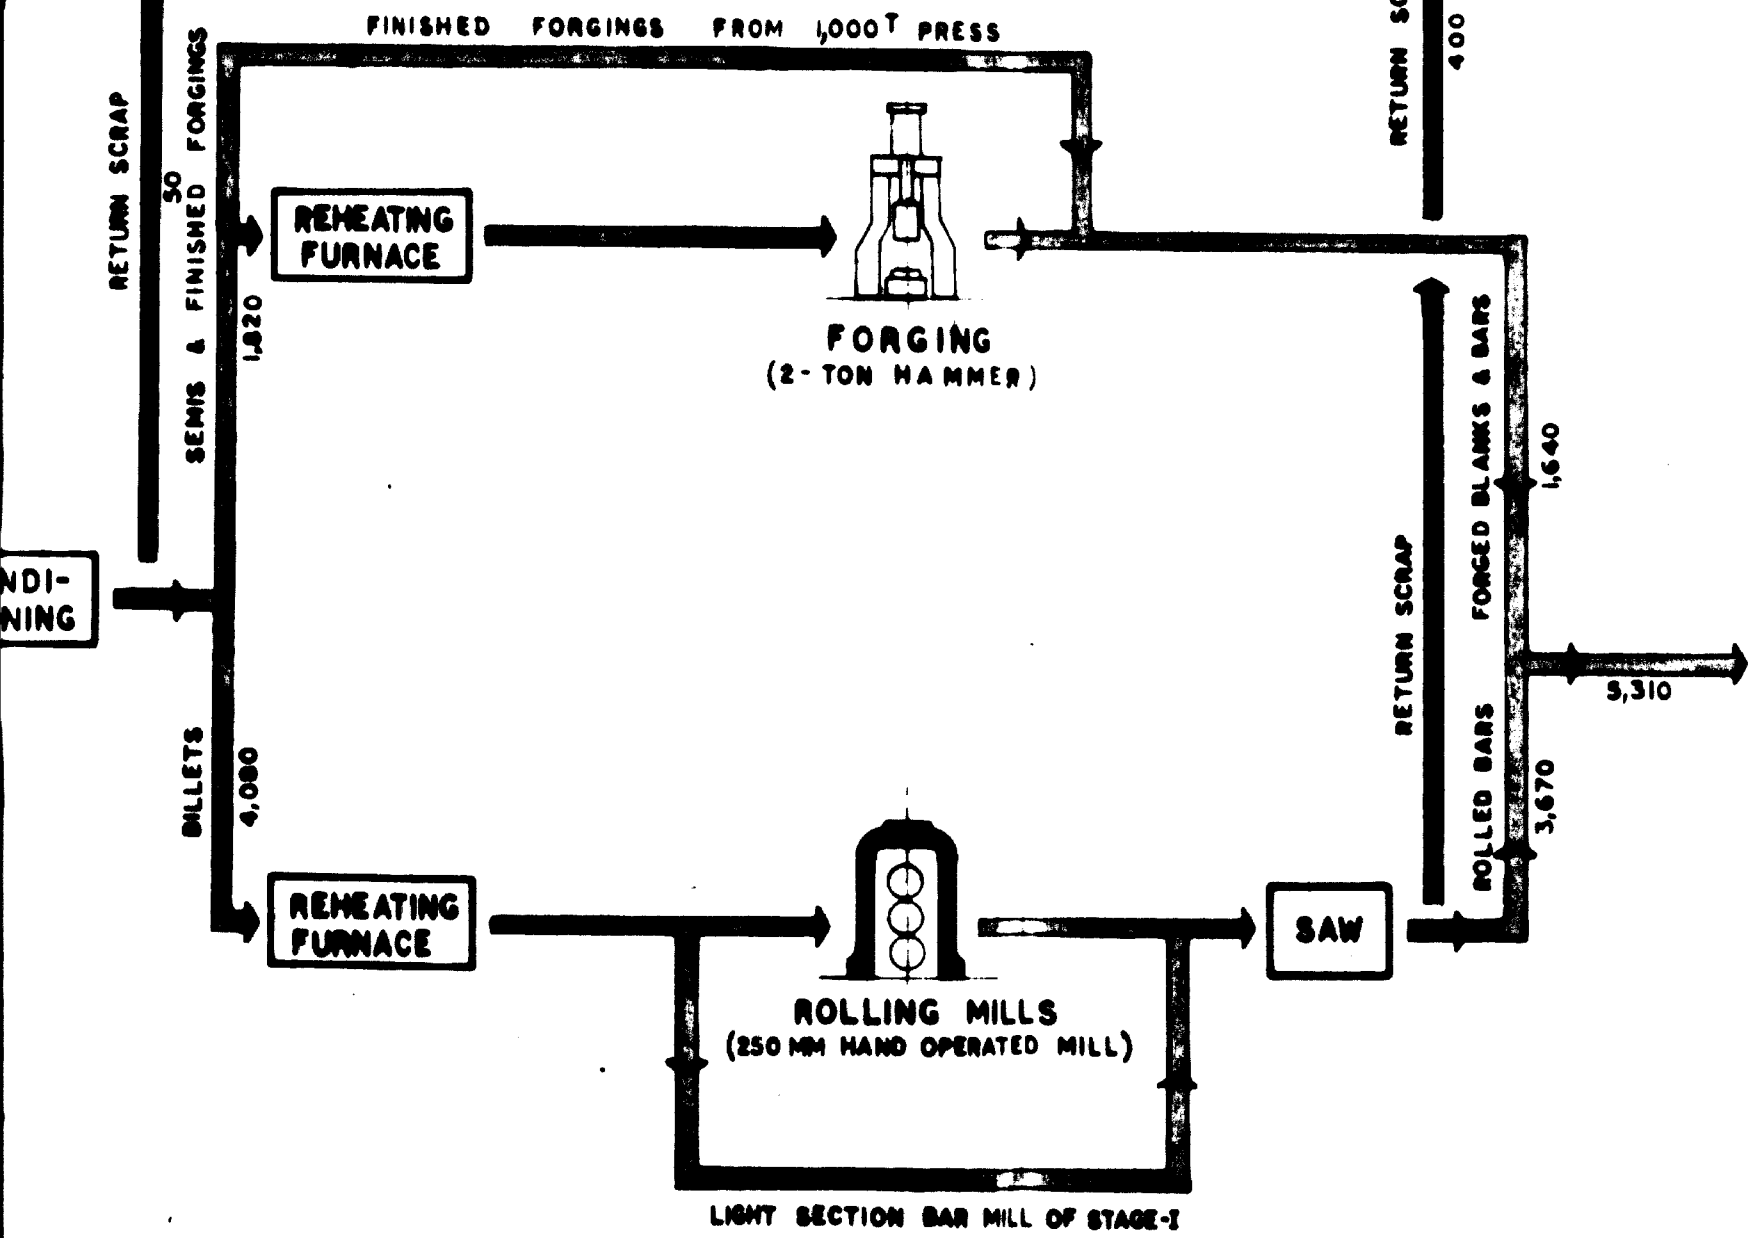 FINISHED FORGINGS FROM 1,000T PRESS
RETURN SCRAP
50
SEMIS & FINISHED FORGINGS
1,820
REHEATING
FURNACE
FORGING
(2-TON HAMMER)
RETURN
400
FORGED BLANKS & BARS
1,640
NDI-
NING
RETURN SCRAP
5,310
BILLETS
4,080
ROLLED BARS
3,670
REHEATING
FURNACE
SAW
ROLLING MILLS
(250 MM HAND OPERATED MILL)
LIGHT SECTION BAR MILL OF STAGE-I